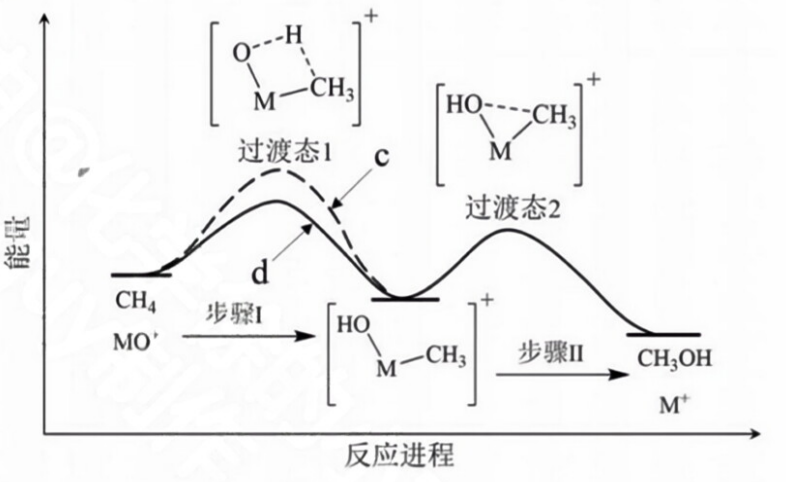 H
O
M
CH₃
+
过渡态1
c
HO
CH₃
M
+
过渡态2
能量
d
CH₄
MO⁺
步骤I
HO
M
CH₃
+
步骤II
CH₃OH
M⁺
反应进程